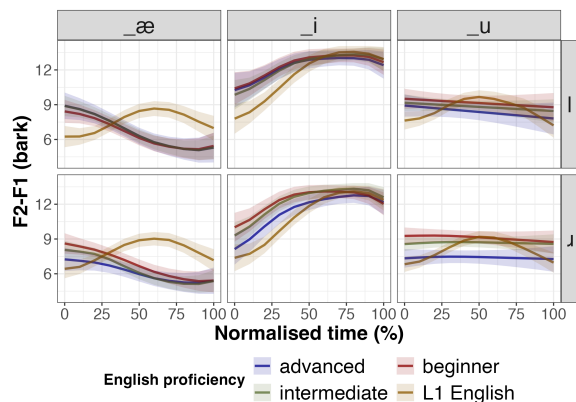 _æ _i _u
F2-F1 (bark)
12
9
6
l
12
9
6
ɹ
0 25 50 75 100 0 25 50 75 100 0 25 50 75 100
Normalised time (%)
English proficiency
advanced beginner
intermediate L1 English